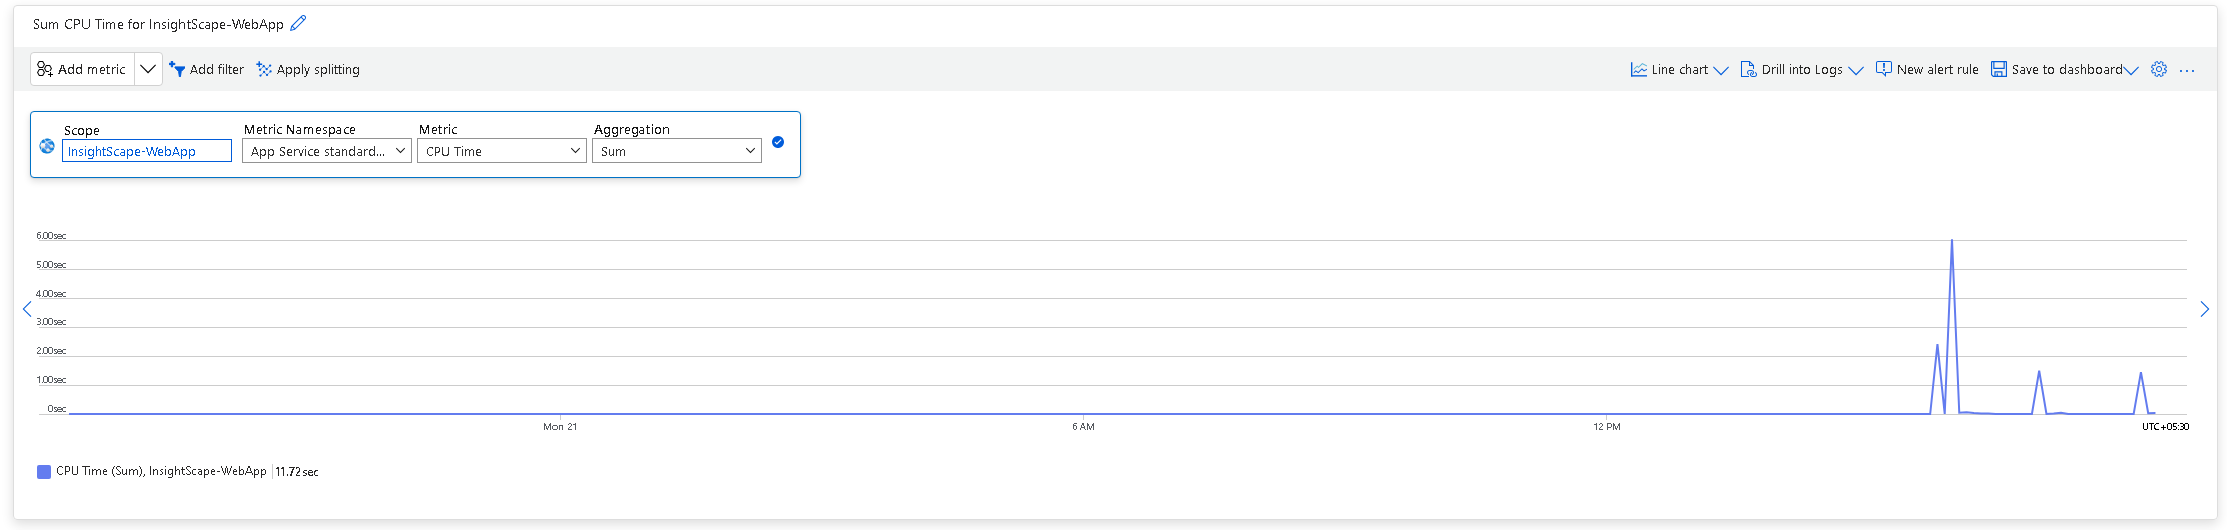 Sum CPU Time for InsightScape-WebApp
Add metric Add filter Apply splitting Line chart Drill into Logs New alert rule Save to dashboard ...
Scope Metric Namespace Metric Aggregation
InsightScape-WebApp App Service standard... CPU Time Sum
6.00sec
5.00sec
4.00sec
3.00sec
2.00sec
1.00sec
0sec
Mon 21 6 AM 12 PM UTC+05:30
CPU Time (Sum), InsightScape-WebApp 11.72 sec